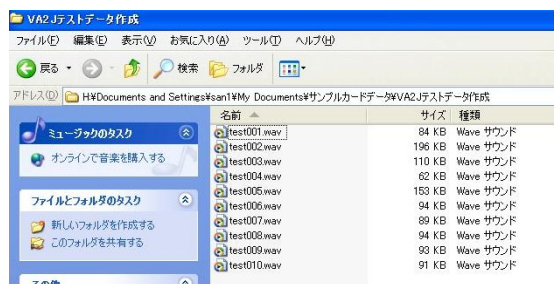 VA2Jテストデータ作成
ファイル(F) 編集(E) 表示(V) お気に入り(A) ツール(T) ヘルプ(H)
戻る 検索 フォルダ
アドレス(D) H¥Documents and Settings¥san1¥My Documents¥サンプルカードデータ¥VA2Jテストデータ作成
名前 サイズ 種類
ミュージックのタスク
オンラインで音楽を購入する
ファイルとフォルダのタスク
新しいフォルダを作成する
このフォルダを共有する
その他
test001.wav 84 KB Wave サウンド
test002.wav 196 KB Wave サウンド
test003.wav 110 KB Wave サウンド
test004.wav 62 KB Wave サウンド
test005.wav 153 KB Wave サウンド
test006.wav 94 KB Wave サウンド
test007.wav 89 KB Wave サウンド
test008.wav 94 KB Wave サウンド
test009.wav 93 KB Wave サウンド
test010.wav 91 KB Wave サウンド